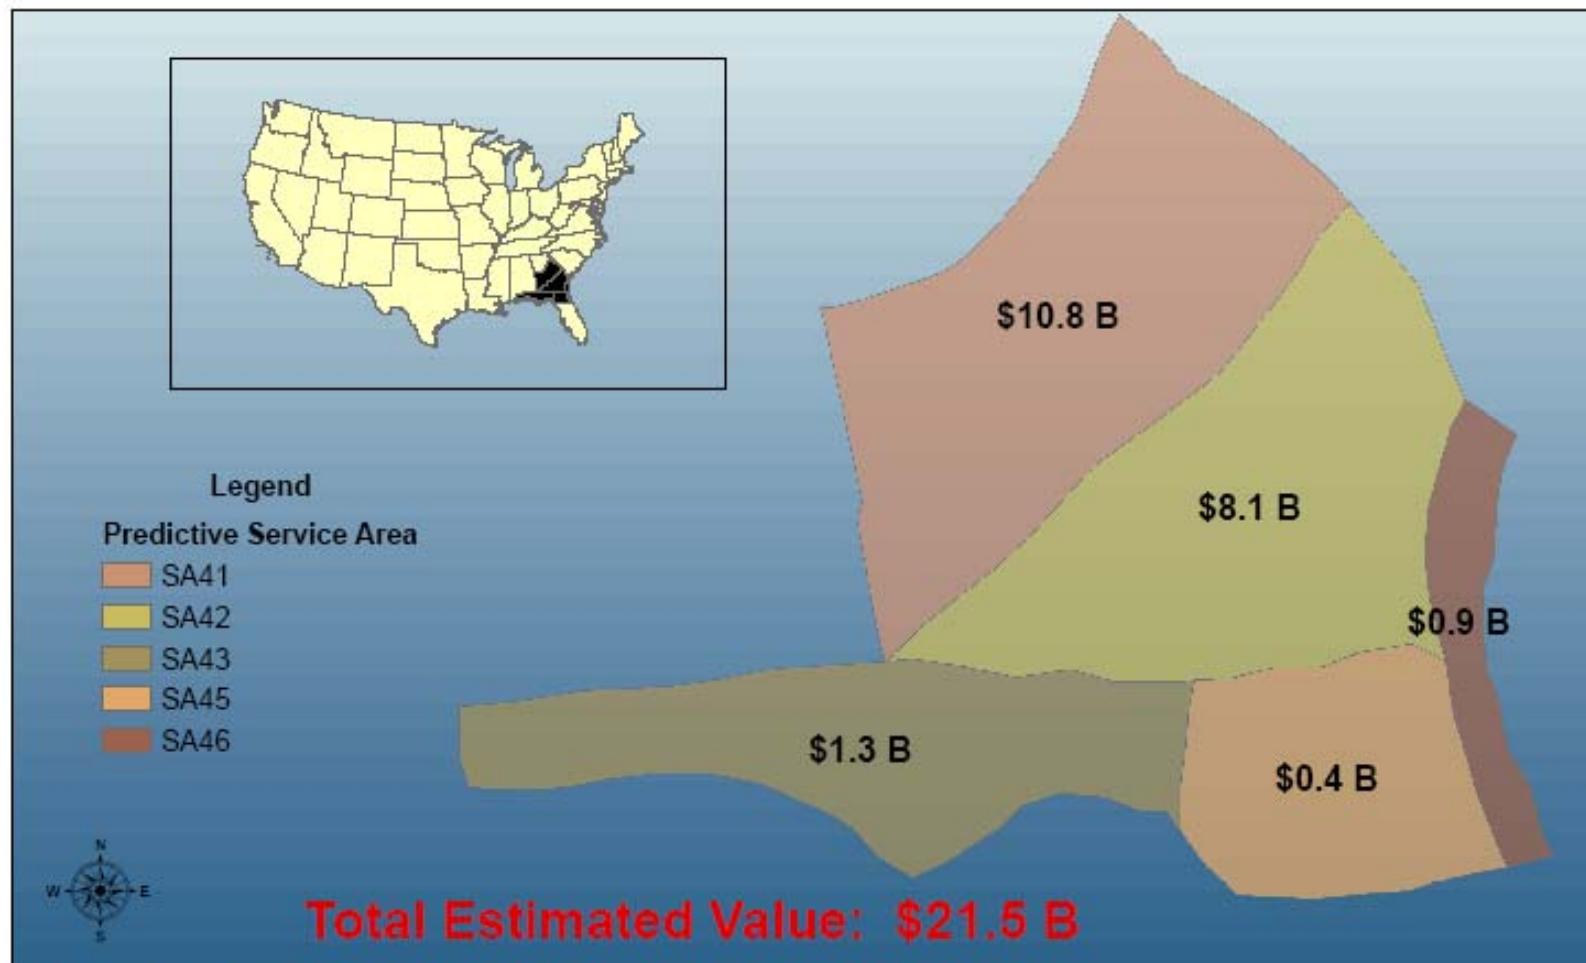 $10.8 B
$8.1 B
$0.9 B
$1.3 B
$0.4 B
Legend
Predictive Service Area
SA41
SA42
SA43
SA45
SA46
N
W E
S
Total Estimated Value: $21.5 B